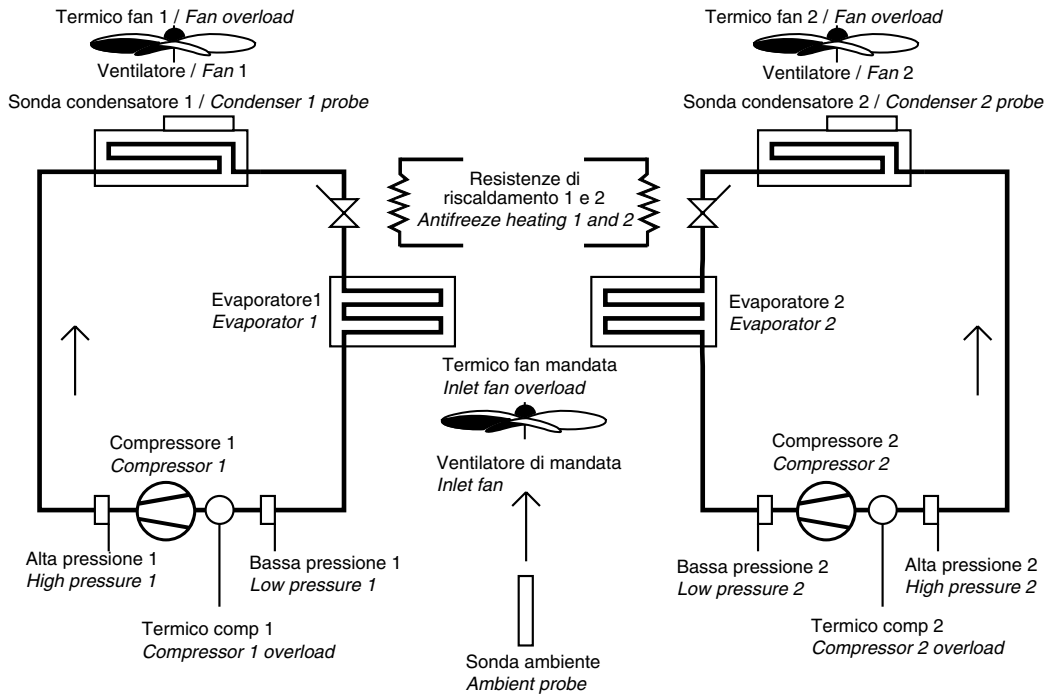 Termico fan 1 / Fan overload
Ventilatore / Fan 1
Sonda condensatore 1 / Condenser 1 probe
Termico fan 2 / Fan overload
Ventilatore / Fan 2
Sonda condensatore 2 / Condenser 2 probe
Resistenze di
riscaldamento 1 e 2
Antifreeze heating 1 and 2
Evaporatore1
Evaporator 1
Evaporatore 2
Evaporator 2
Termico fan mandata
Inlet fan overload
Ventilatore di mandata
Inlet fan
Compressore 1
Compressor 1
Compressore 2
Compressor 2
Alta pressione 1
High pressure 1
Bassa pressione 1
Low pressure 1
Bassa pressione 2
Low pressure 2
Alta pressione 2
High pressure 2
Termico comp 1
Compressor 1 overload
Termico comp 2
Compressor 2 overload
Sonda ambiente
Ambient probe